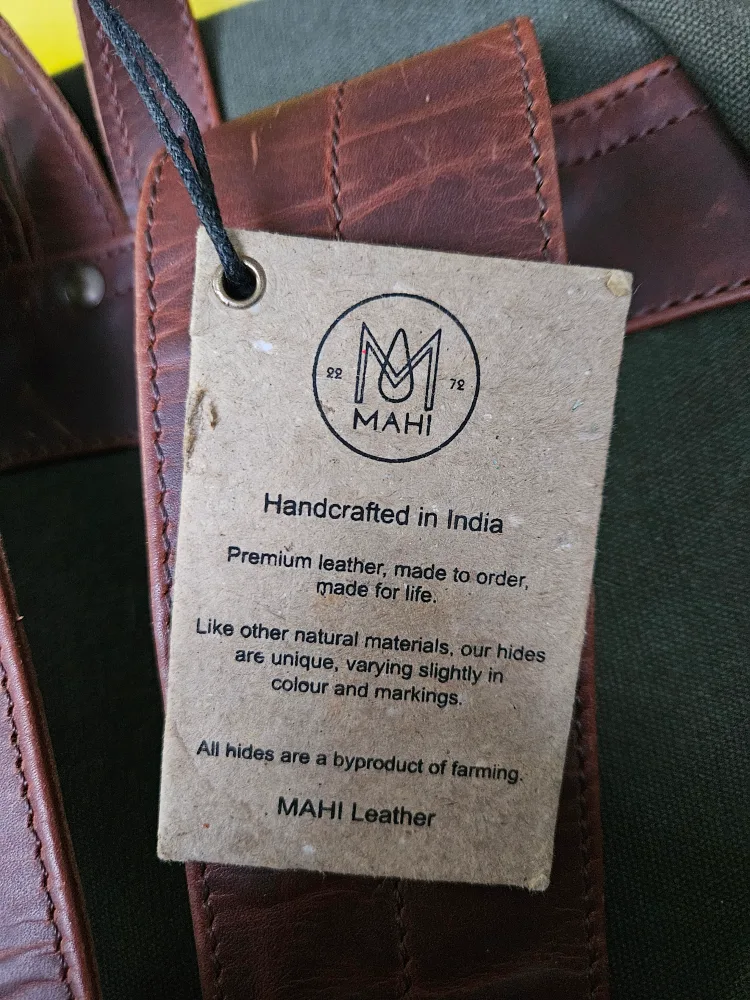 22 72
MAHI
Handcrafted in India
Premium leather, made to order,
made for life.
Like other natural materials, our hides
are unique, varying slightly in
colour and markings.
All hides are a byproduct of farming.
MAHI Leather